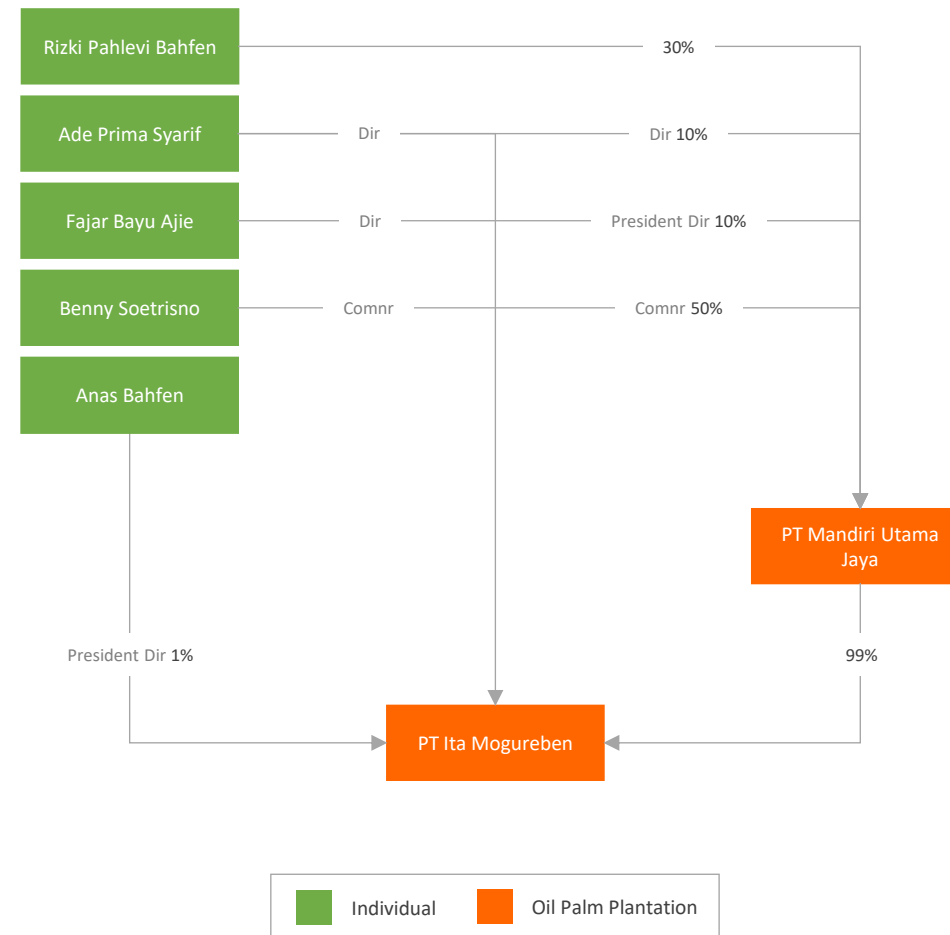 Rizki Pahlevi Bahfen
30%
Ade Prima Syarif
Dir
Dir 10%
Fajar Bayu Ajie
Dir
President Dir 10%
Benny Soetrisno
Comnr
Comnr 50%
Anas Bahfen
PT Mandiri Utama
Jaya
President Dir 1%
99%
PT Ita Mogureben
Individual
Oil Palm Plantation